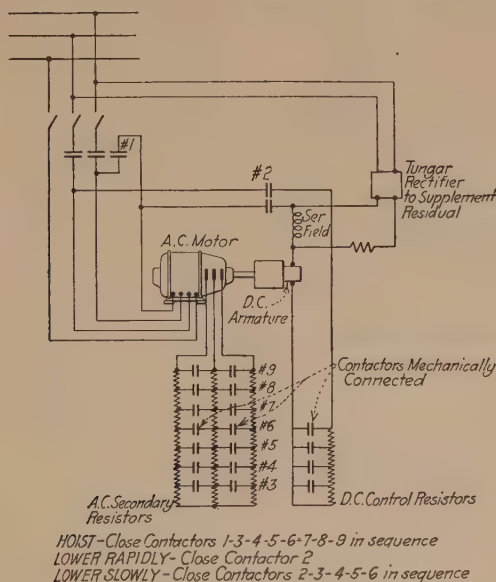 #1
#2
Tungar
Rectifier
to Supplement
Residual
Ser
Field
A.C. Motor
D.C.
Armature
Contactors Mechanically
Connected
#9
#8
#7
#6
#5
#4
#3
A.C. Secondary
Resistors
D.C. Control Resistors
HOIST-Close Contactors 1-3-4-5-6-7-8-9 in sequence
LOWER RAPIDLY-Close Contactor 2
LOWER SLOWLY-Close Contactors 2-3-4-5-6 in sequence